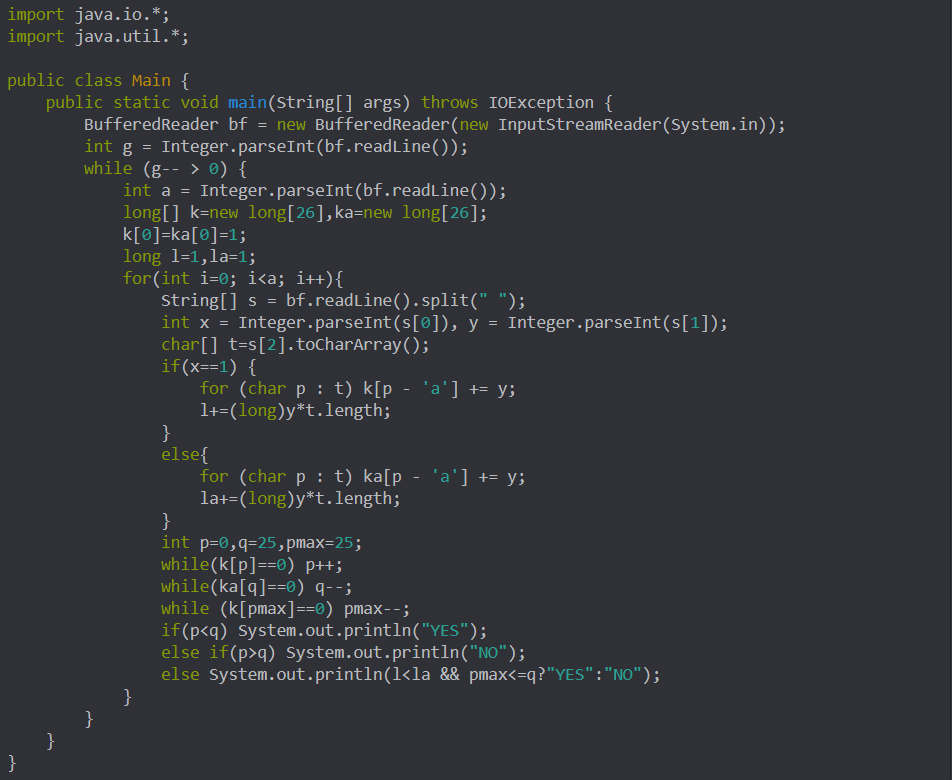 import java.io.*;
import java.util.*;

public class Main {
    public static void main(String[] args) throws IOException {
        BufferedReader bf = new BufferedReader(new InputStreamReader(System.in));
        int g = Integer.parseInt(bf.readLine());
        while (g-- > 0) {
            int a = Integer.parseInt(bf.readLine());
            long[] k=new long[26],ka=new long[26];
            k[0]=ka[0]=1;
            long l=1,la=1;
            for(int i=0; i<a; i++){
                String[] s = bf.readLine().split(" ");
                int x = Integer.parseInt(s[0]), y = Integer.parseInt(s[1]);
                char[] t=s[2].toCharArray();
                if(x==1) {
                    for (char p : t) k[p - 'a'] += y;
                    l+=(long)y*t.length;
                }
                else{
                    for (char p : t) ka[p - 'a'] += y;
                    la+=(long)y*t.length;
                }
                int p=0,q=25,pmax=25;
                while(k[p]==0) p++;
                while(ka[q]==0) q--;
                while (k[pmax]==0) pmax--;
                if(p<q) System.out.println("YES");
                else if(p>q) System.out.println("NO");
                else System.out.println(l<la && pmax<=q?"YES":"NO");
            }
        }
    }
}